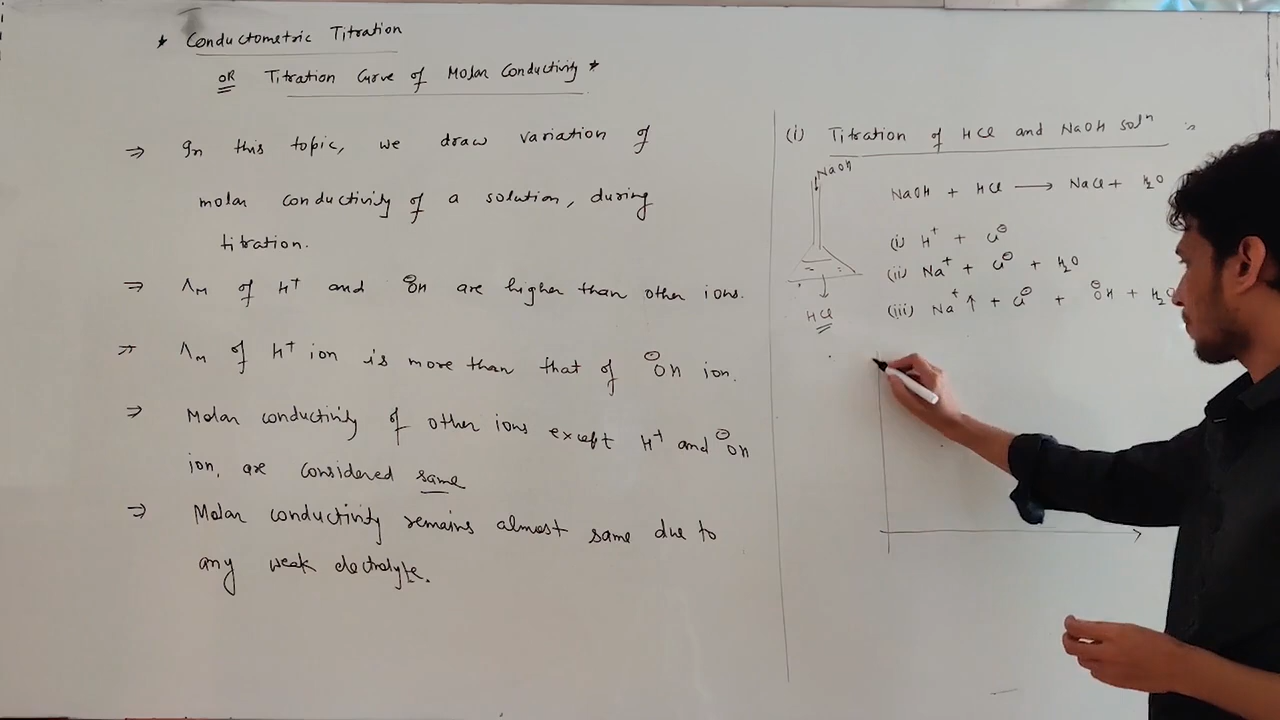 * Conductometric Titration
OR Titration Curve of Molar Conductivity *
⇒ In this topic, we draw variation of
molar conductivity of a solution, during
titration.
⇒ Λм of H⁺ and ⊖OH are higher than other ions.
⇒ Λм of H⁺ ion is more than that of ⊖OH ion.
⇒ Molar conductivity of other ions except H⁺ and ⊖OH
ion, are considered same
⇒ Molar conductivity remains almost same due to
any weak electrolyte.
(i) Titration of HCl and NaOH solⁿ :
NaOH
NaOH + HCl ⟶ NaCl + H₂O
(i) H⁺ + Cl⊖
(ii) Na⁺ + Cl⊖ + H₂O
(iii) Na⁺↑ + Cl⊖ + ⊖OH + H₂O
HCl